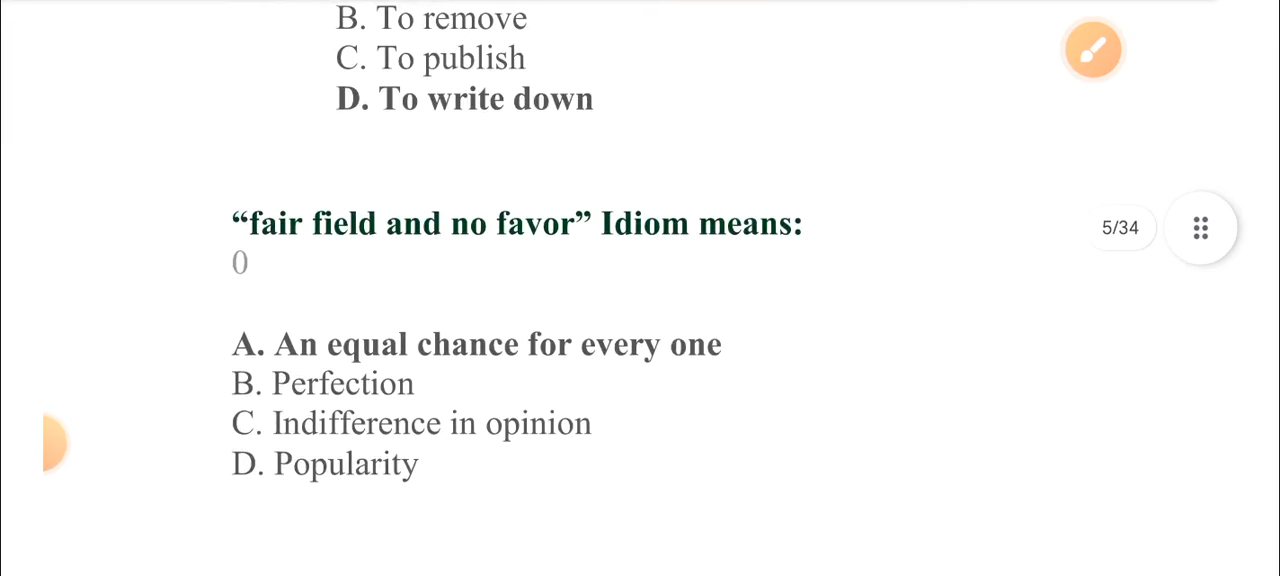 B. To remove
C. To publish
D. To write down
“fair field and no favor” Idiom means:
5/34
0
A. An equal chance for every one
B. Perfection
C. Indifference in opinion
D. Popularity